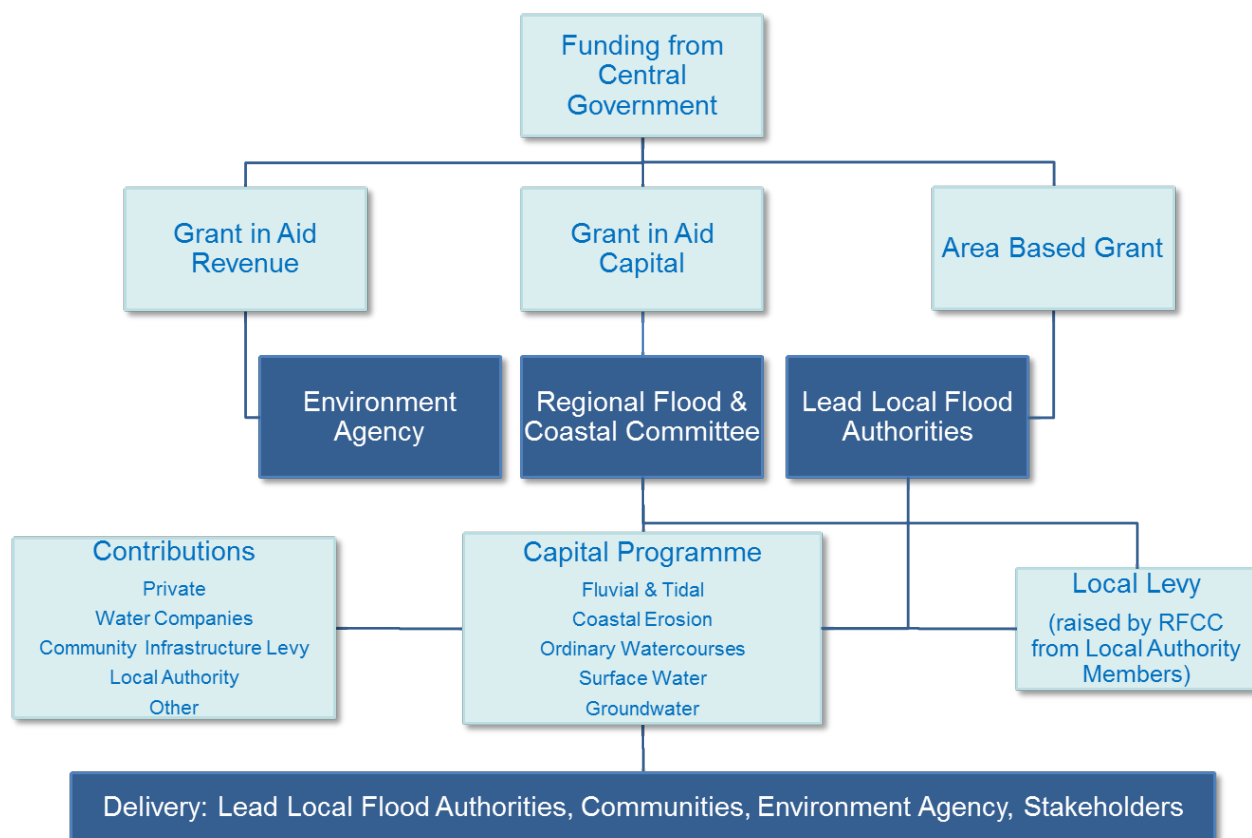 Funding from
Central
Government
Grant in Aid
Revenue
Grant in Aid
Capital
Area Based Grant
Environment
Agency
Regional Flood &
Coastal Committee
Lead Local Flood
Authorities
Contributions
Private
Water Companies
Community Infrastructure Levy
Local Authority
Other
Capital Programme
Fluvial & Tidal
Coastal Erosion
Ordinary Watercourses
Surface Water
Groundwater
Local Levy
(raised by RFCC
from Local Authority
Members)
Delivery: Lead Local Flood Authorities, Communities, Environment Agency, Stakeholders